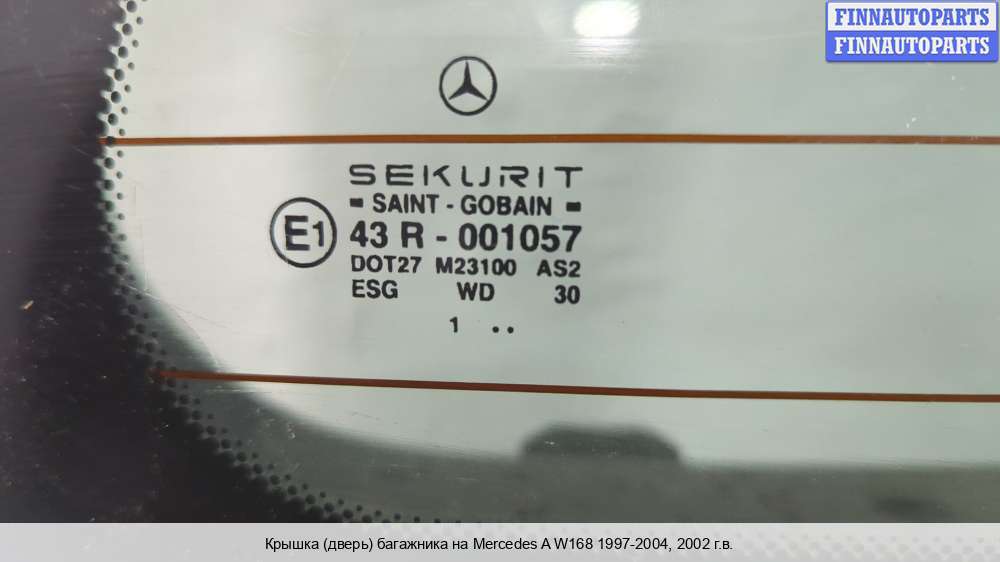 FINNAUTOPARTS
FINNAUTOPARTS
SEKURIT
SAINT - GOBAIN
E1 43 R - 001057
DOT27 M23100 AS2
ESG WD 30
1 ..
Крышка (дверь) багажника на Mercedes A W168 1997-2004, 2002 г.в.